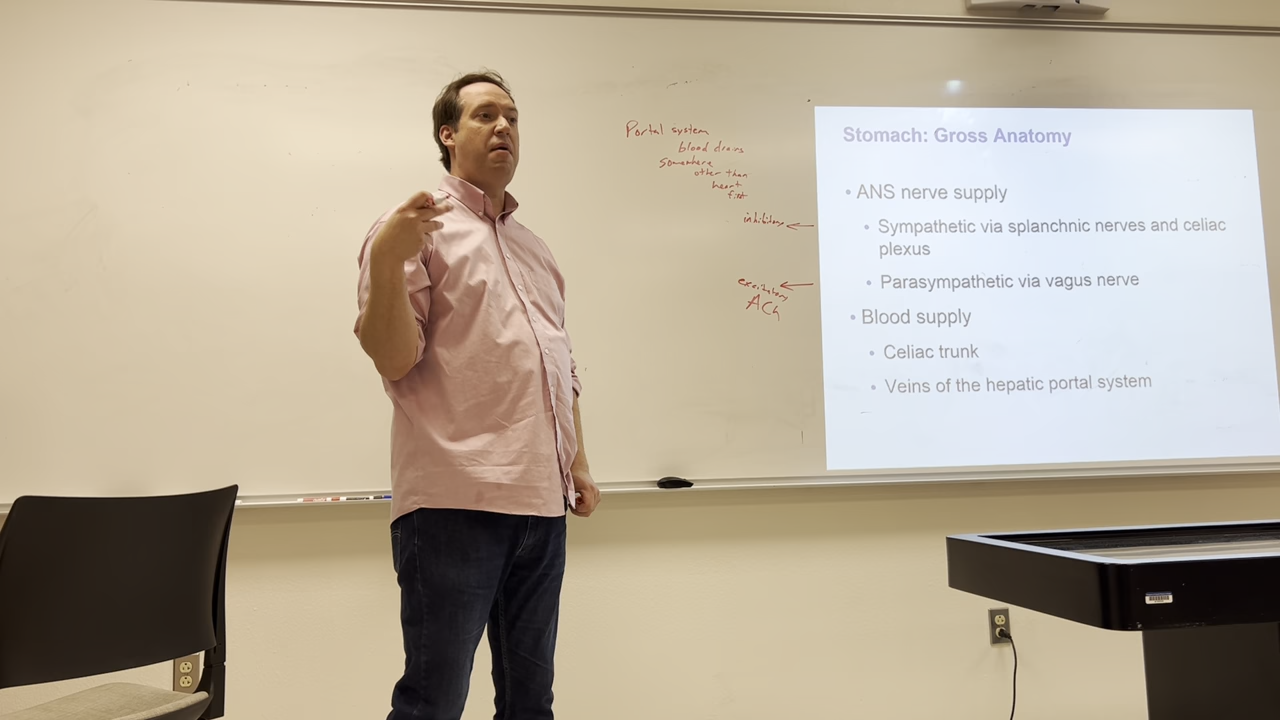 Portal system
blood drains
somewhere
other than
heart
first
inhibitory
excitatory
ACh
Stomach: Gross Anatomy
• ANS nerve supply
• Sympathetic via splanchnic nerves and celiac
plexus
• Parasympathetic via vagus nerve
• Blood supply
• Celiac trunk
• Veins of the hepatic portal system